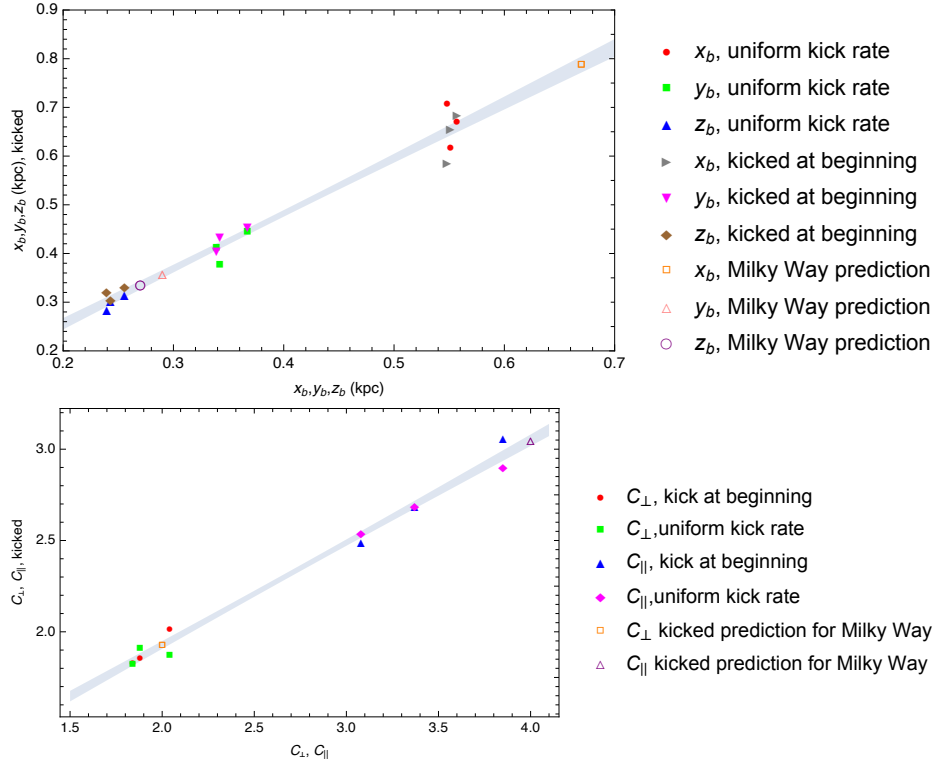 0.9
0.8
0.7
0.6
0.5
0.4
0.3
0.2
x_b,y_b,z_b (kpc), kicked
0.2 0.3 0.4 0.5 0.6 0.7
x_b,y_b,z_b (kpc)
x_b, uniform kick rate
y_b, uniform kick rate
z_b, uniform kick rate
x_b, kicked at beginning
y_b, kicked at beginning
z_b, kicked at beginning
x_b, Milky Way prediction
y_b, Milky Way prediction
z_b, Milky Way prediction
3.0
2.5
2.0
C_⊥, C_||, kicked
1.5 2.0 2.5 3.0 3.5 4.0
C_⊥, C_||
C_⊥, kick at beginning
C_⊥,uniform kick rate
C_||, kick at beginning
C_||,uniform kick rate
C_⊥ kicked prediction for Milky Way
C_|| kicked prediction for Milky Way